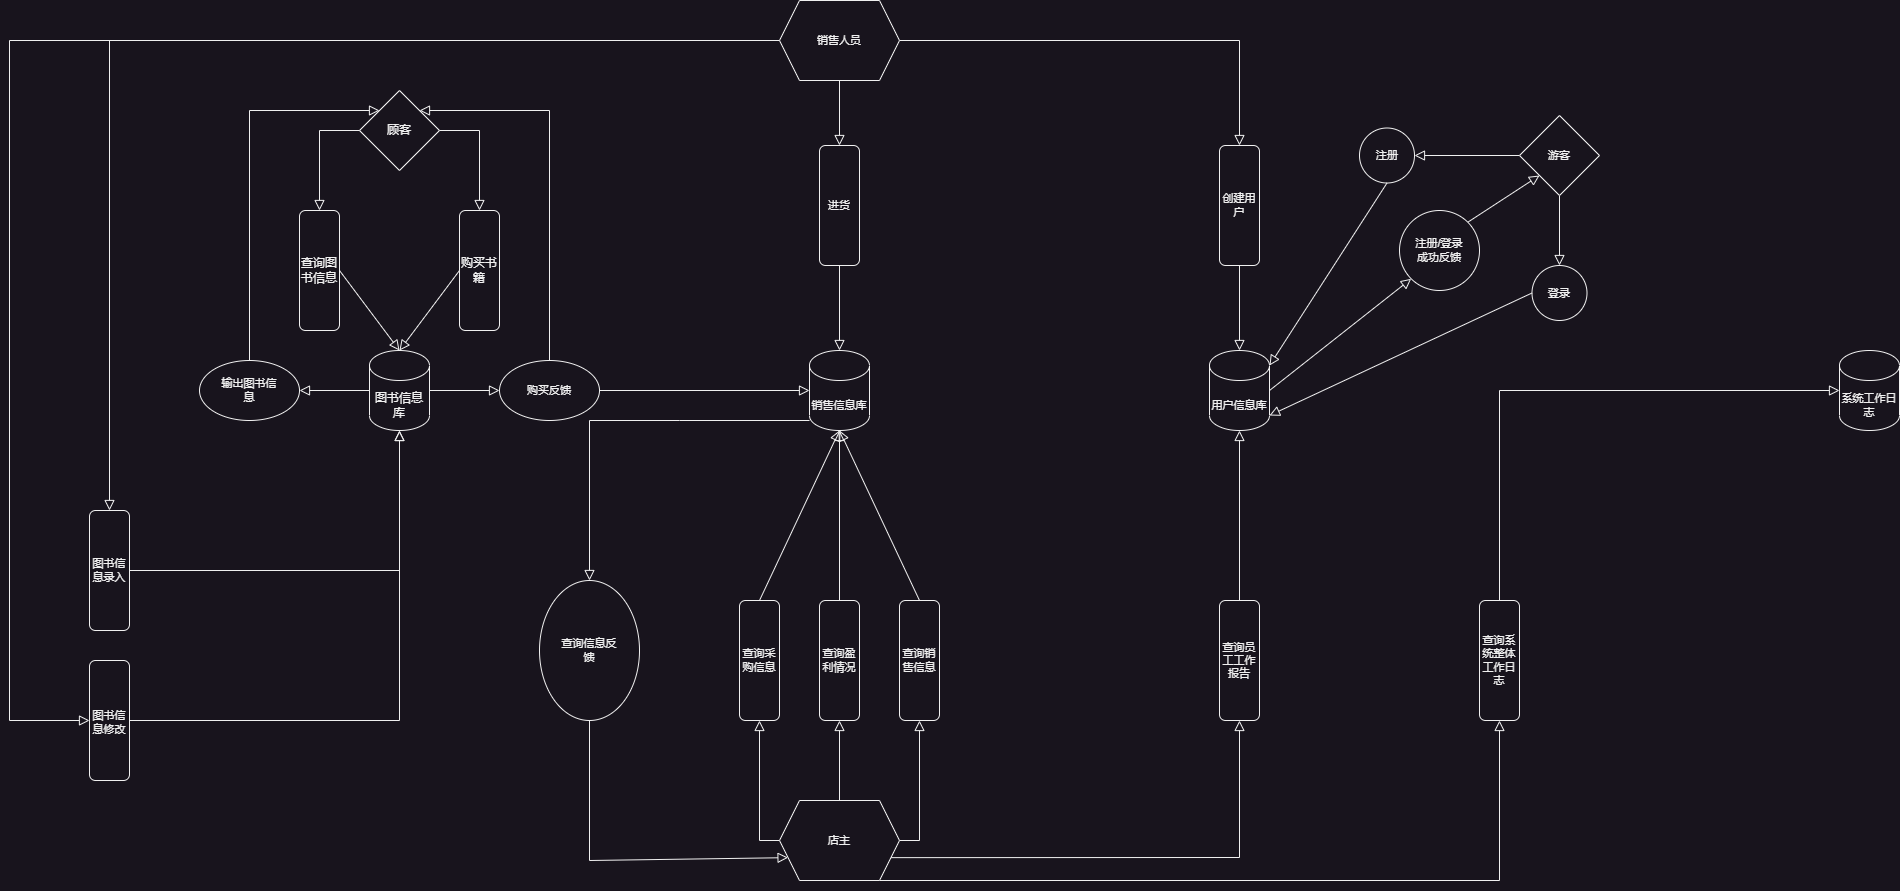 销售人员
顾客
注册
游客
进货
创建用
户
注册/登录
成功反馈
查询图
书信息
购买书
籍
登录
输出图书信
息
图书信息
库
购买反馈
销售信息库
用户信息库
系统工作日
志
图书信
息录入
查询信息反
馈
查询采
购信息
查询盈
利情况
查询销
售信息
查询员
工工作
报告
查询系
统整体
工作日
志
图书信
息修改
店主